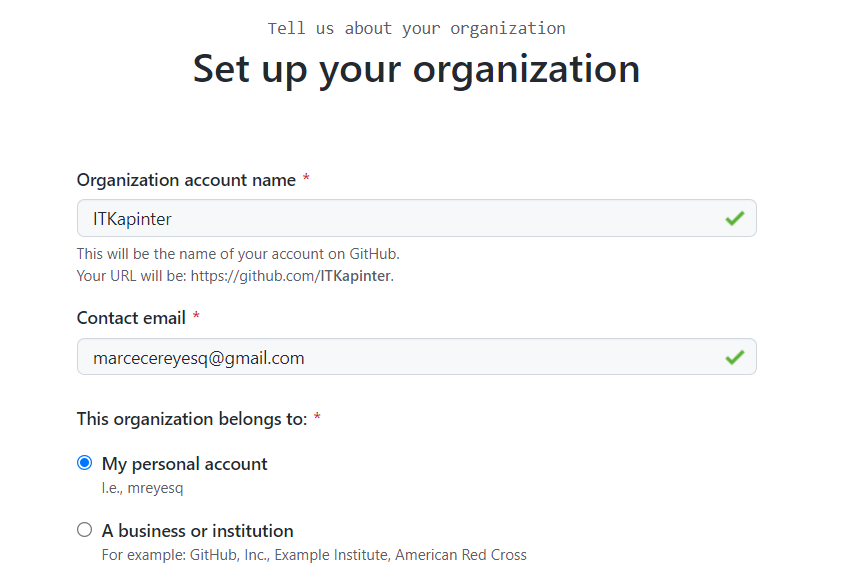 Tell us about your organization
Set up your organization
Organization account name *
ITKapinter
This will be the name of your account on GitHub.
Your URL will be: https://github.com/ITKapinter.
Contact email *
marcecereyesq@gmail.com
This organization belongs to: *
My personal account
I.e., mreyesq
A business or institution
For example: GitHub, Inc., Example Institute, American Red Cross